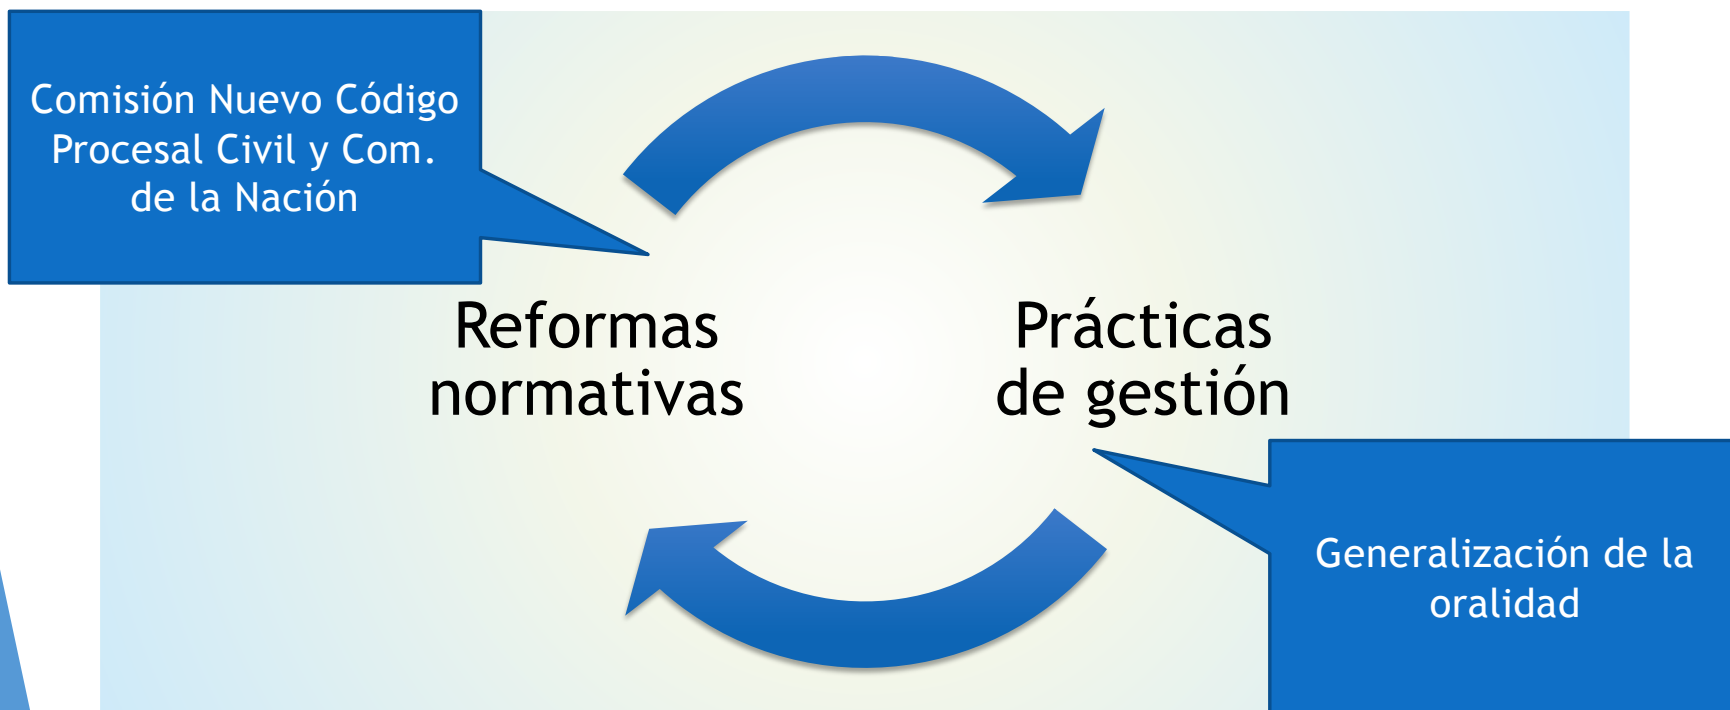 Comisión Nuevo Código
Procesal Civil y Com.
de la Nación
Reformas
normativas
Prácticas
de gestión
Generalización de la
oralidad